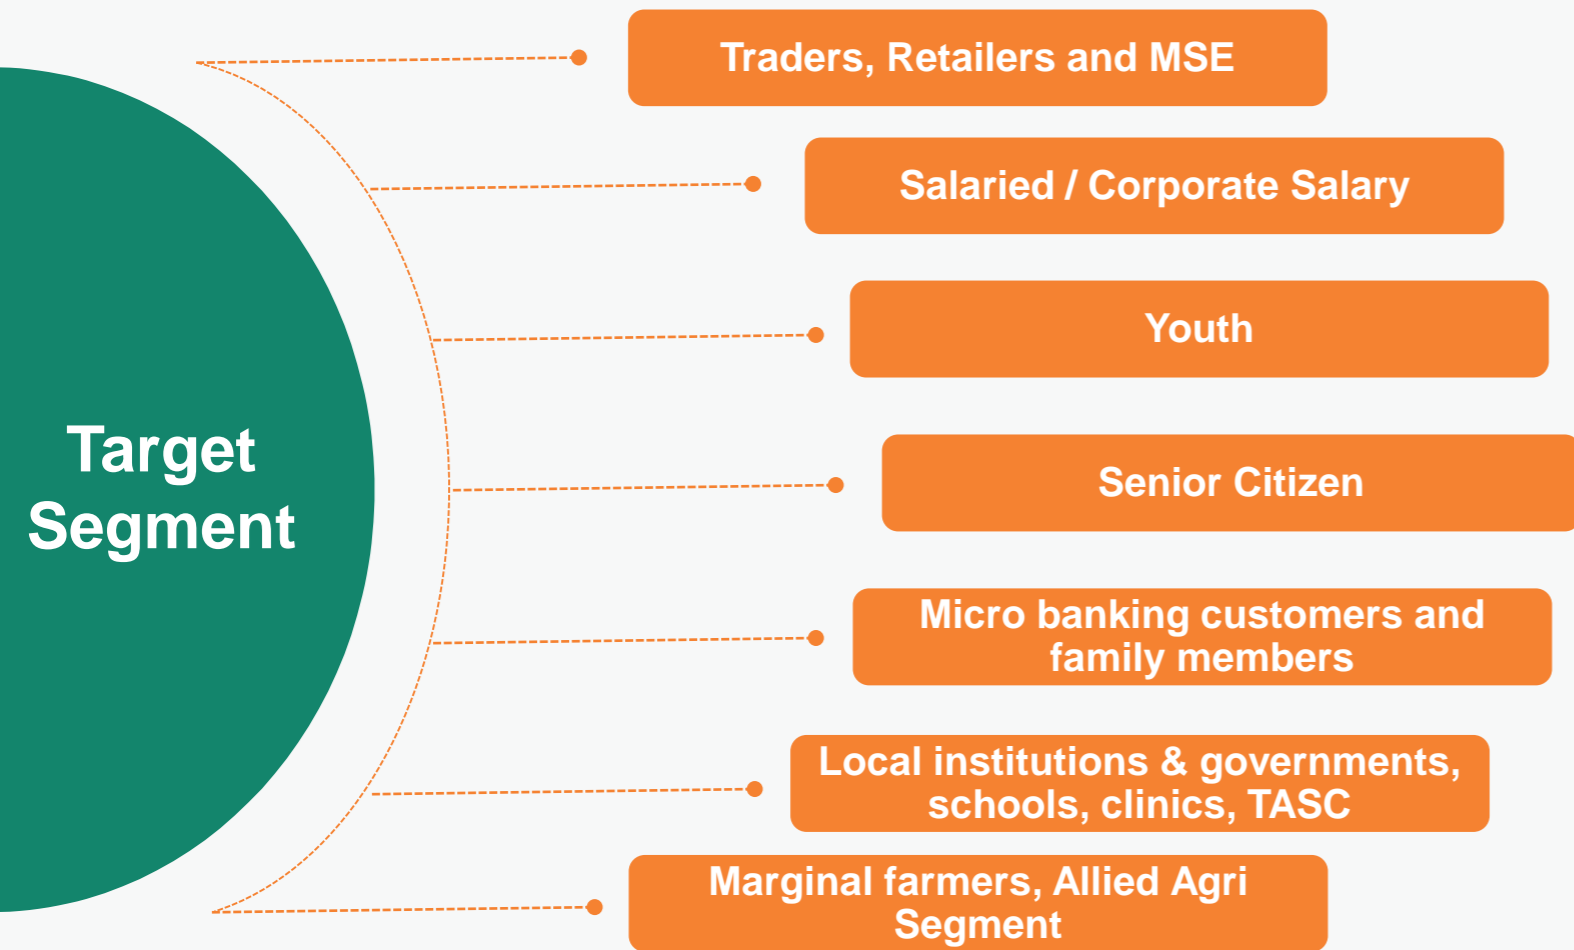 Target
Segment
Traders, Retailers and MSE
Salaried / Corporate Salary
Youth
Senior Citizen
Micro banking customers and
family members
Local institutions & governments,
schools, clinics, TASC
Marginal farmers, Allied Agri
Segment